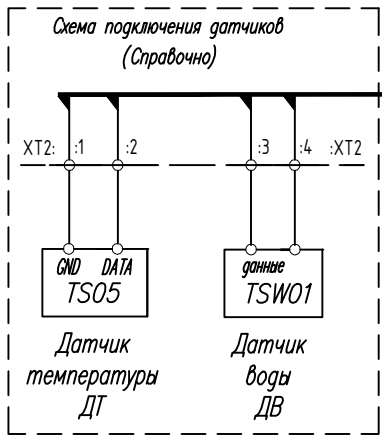 Схема подключения датчиков
(Справочно)
XT2: :1 :2 :3 :4 :XT2
GND DATA данные
TS05 TSW01
Датчик Датчик
температуры воды
ДТ ДВ